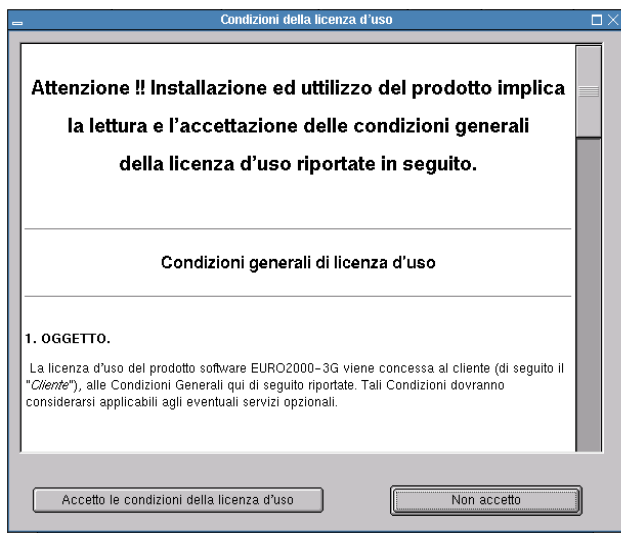 Condizioni della licenza d'uso
Attenzione !! Installazione ed uttilizzo del prodotto implica
la lettura e l'accettazione delle condizioni generali
della licenza d'uso riportate in seguito.
Condizioni generali di licenza d'uso
1. OGGETTO.
La licenza d'uso del prodotto software EURO2000-3G viene concessa al cliente (di seguito il
"Cliente"), alle Condizioni Generali qui di seguito riportate. Tali Condizioni dovranno
considerarsi applicabili agli eventuali servizi opzionali.
Accetto le condizioni della licenza d'uso
Non accetto